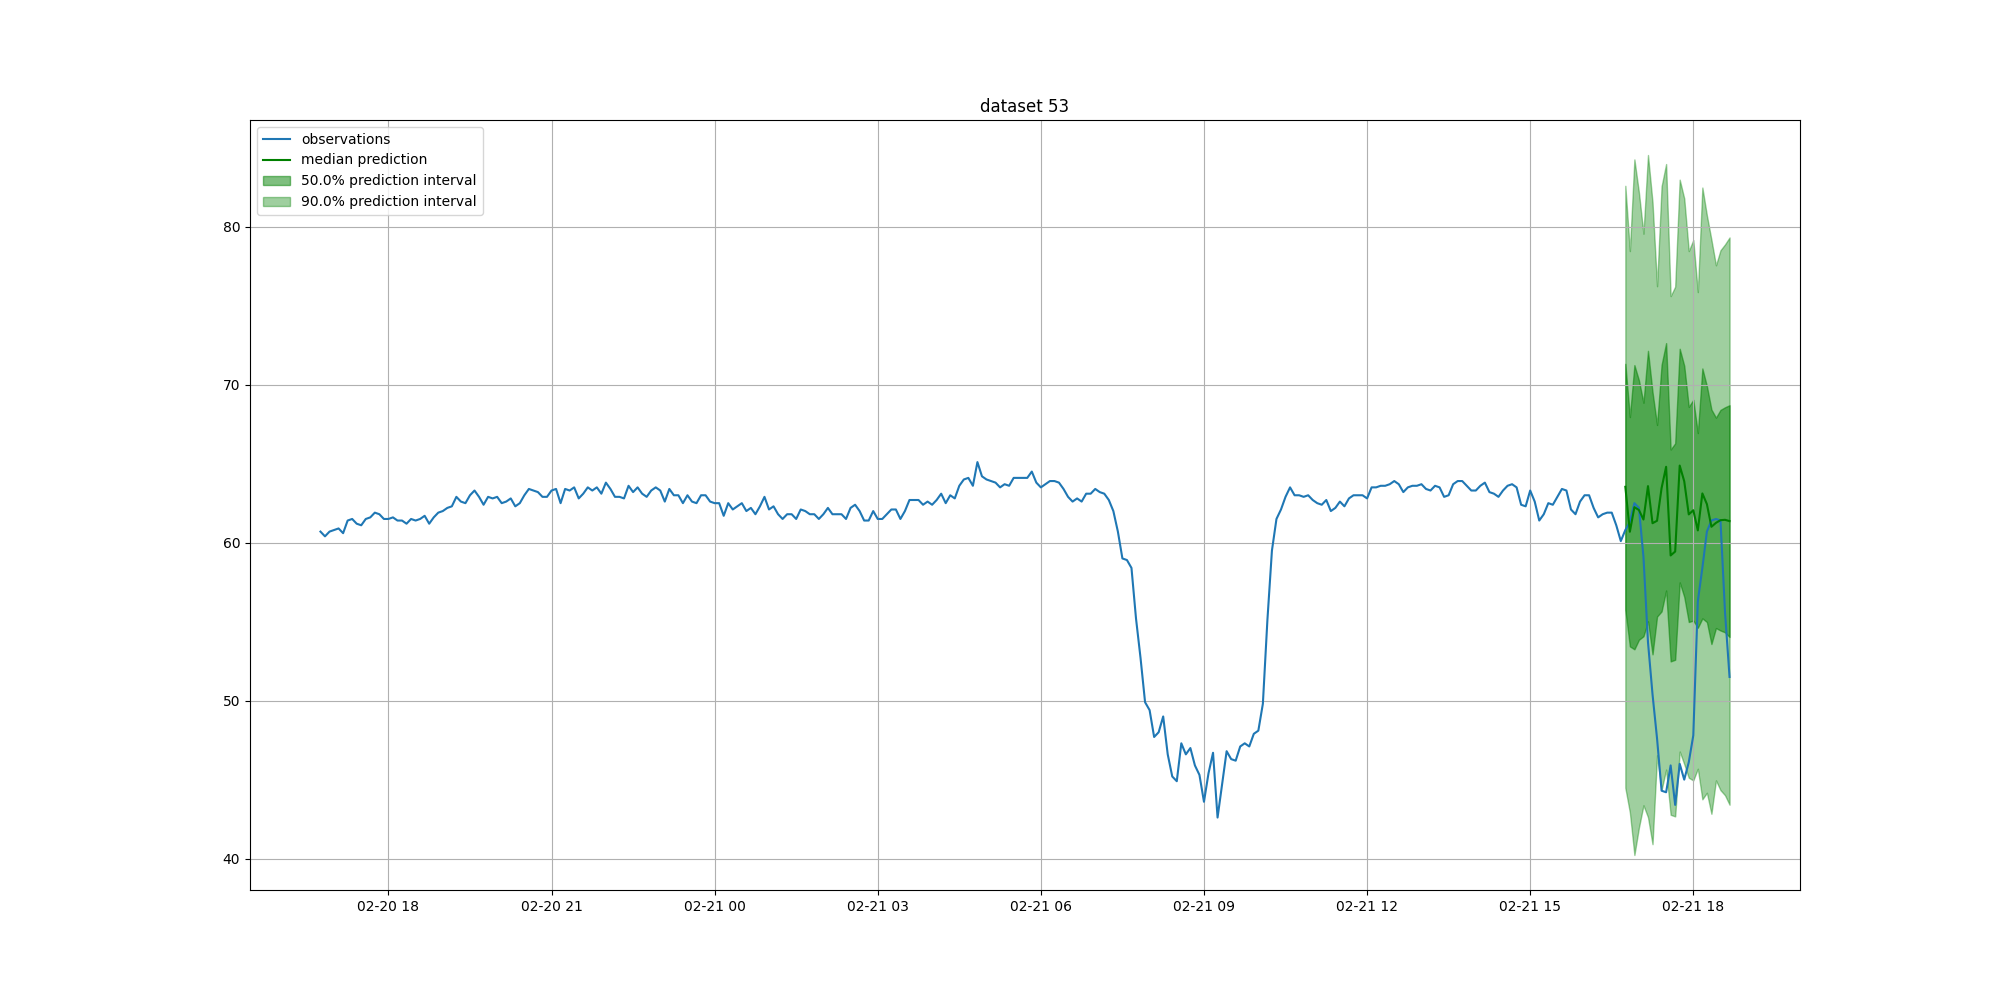 dataset 53
observations
median prediction
50.0% prediction interval
90.0% prediction interval
80
70
60
50
40
02-20 18
02-20 21
02-21 00
02-21 03
02-21 06
02-21 09
02-21 12
02-21 15
02-21 18